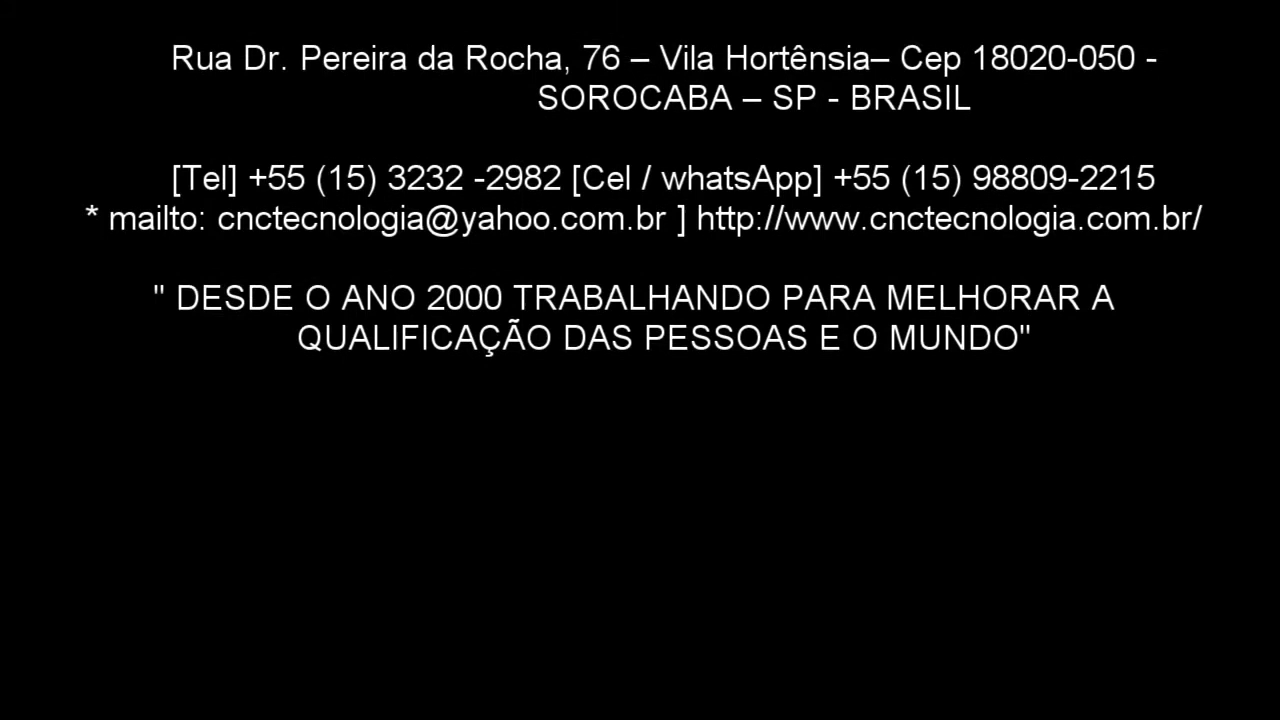 Rua Dr. Pereira da Rocha, 76 – Vila Hortênsia– Cep 18020-050 -
SOROCABA – SP - BRASIL
[Tel] +55 (15) 3232 -2982 [Cel / whatsApp] +55 (15) 98809-2215
* mailto: cnctecnologia@yahoo.com.br ] http://www.cnctecnologia.com.br/
" DESDE O ANO 2000 TRABALHANDO PARA MELHORAR A
QUALIFICAÇÃO DAS PESSOAS E O MUNDO"